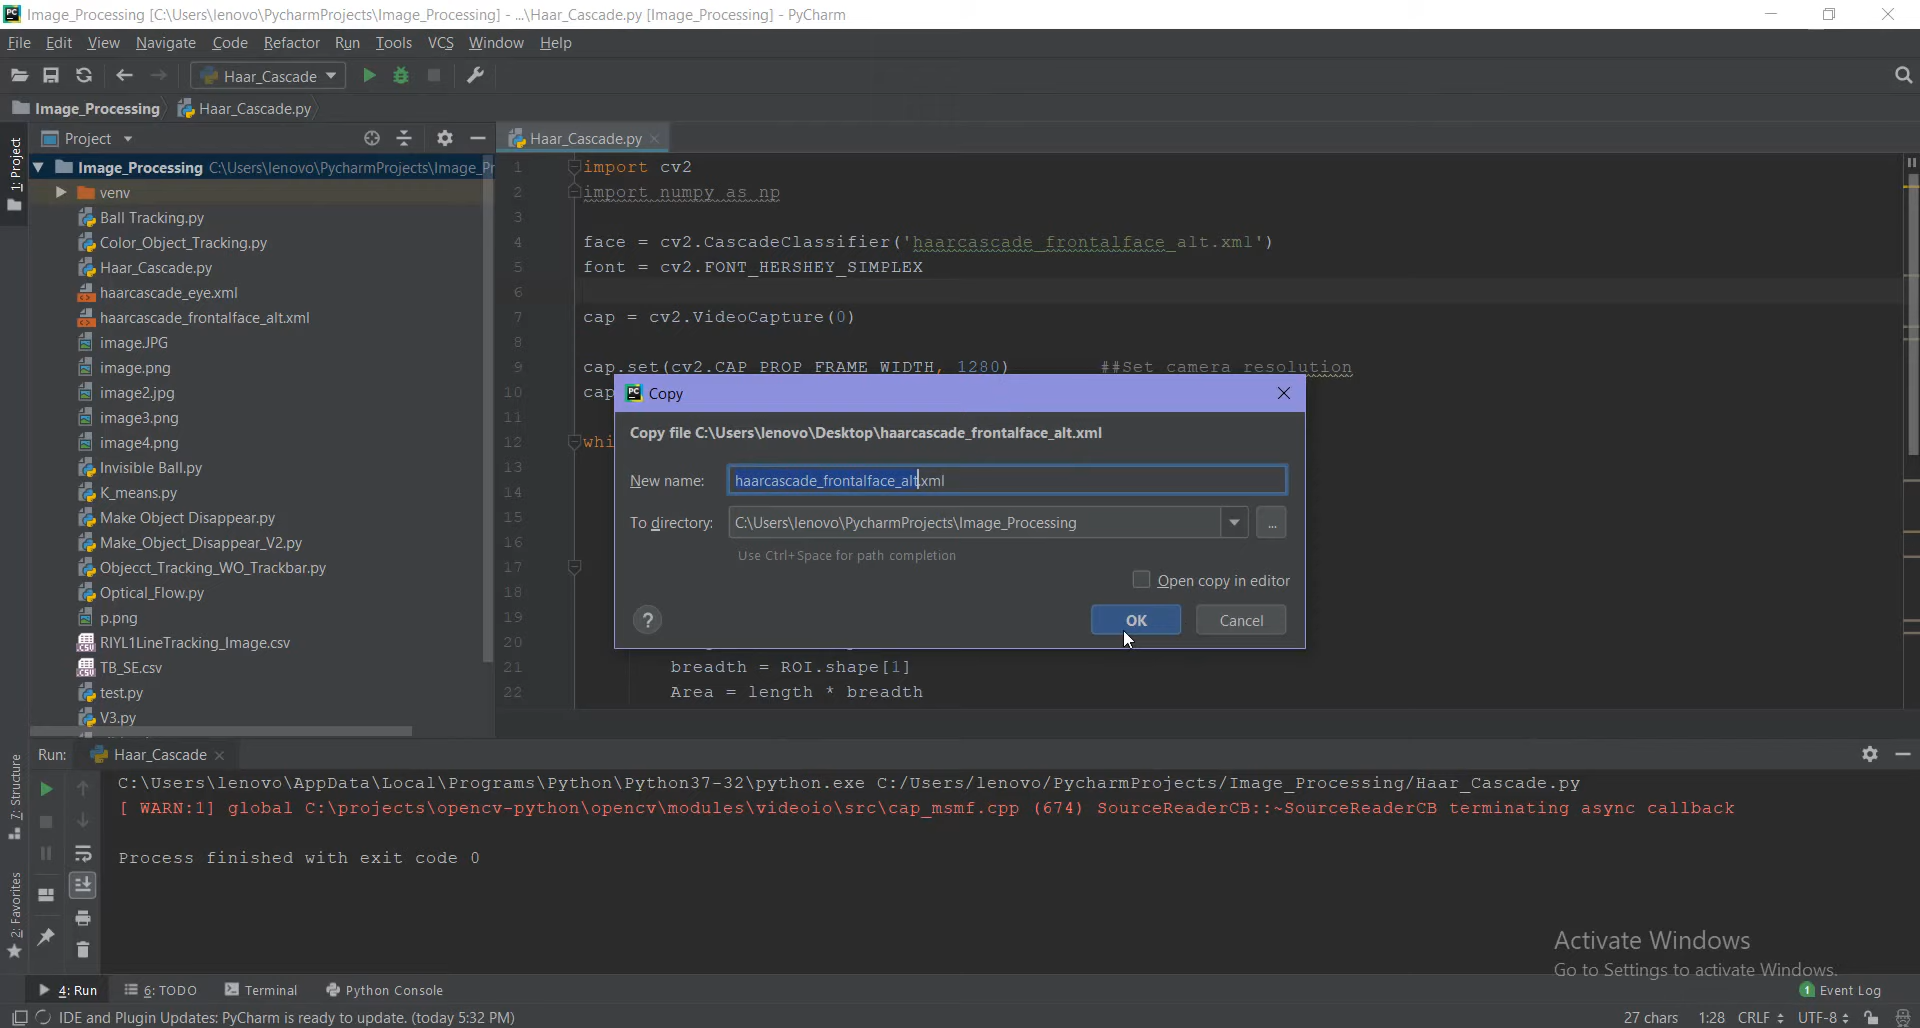 Image_Processing [C:\Users\lenovo\PycharmProjects\Image_Processing] - ...\Haar_Cascade.py [Image_Processing] - PyCharm
File Edit View Navigate Code Refactor Run Tools VCS Window Help
Haar_Cascade
Image_Processing Haar_Cascade.py
1: Project
Project
Haar_Cascade.py
Image_Processing C:\Users\lenovo\PycharmProjects\Image_Pr
venv
Ball Tracking.py
Color_Object_Tracking.py
Haar_Cascade.py
haarcascade_eye.xml
haarcascade_frontalface_alt.xml
image.JPG
image.png
image2.jpg
image3.png
image4.png
Invisible Ball.py
K_means.py
Make Object Disappear.py
Make_Object_Disappear_V2.py
Objecct_Tracking_WO_Trackbar.py
Optical_Flow.py
p.png
RIYL1LineTracking_Image.csv
TB_SE.csv
test.py
V3.py
1 import cv2
2 import numpy as np
3
4 face = cv2.CascadeClassifier('haarcascade_frontalface_alt.xml')
5 font = cv2.FONT_HERSHEY_SIMPLEX
6
7 cap = cv2.VideoCapture(0)
8
9 cap.set(cv2.CAP_PROP_FRAME_WIDTH, 1280) ##Set camera resolution
10 cap
11
12 whi
13
14
15
16
17
18
19
20
21 breadth = ROI.shape[1]
22 Area = length * breadth
Copy
Copy file C:\Users\lenovo\Desktop\haarcascade_frontalface_alt.xml
New name: haarcascade_frontalface_alt.xml
To directory: C:\Users\lenovo\PycharmProjects\Image_Processing ...
Use Ctrl+Space for path completion
Open copy in editor
? OK Cancel
Run: Haar_Cascade
C:\Users\lenovo\AppData\Local\Programs\Python\Python37-32\python.exe C:/Users/lenovo/PycharmProjects/Image_Processing/Haar_Cascade.py
[ WARN:1] global C:\projects\opencv-python\opencv\modules\videoio\src\cap_msmf.cpp (674) SourceReaderCB::~SourceReaderCB terminating async callback
Process finished with exit code 0
7: Structure
2: Favorites
Activate Windows
Go to Settings to activate Windows.
4: Run 6: TODO Terminal Python Console 1 Event Log
IDE and Plugin Updates: PyCharm is ready to update. (today 5:32 PM) 27 chars 1:28 CRLF UTF-8